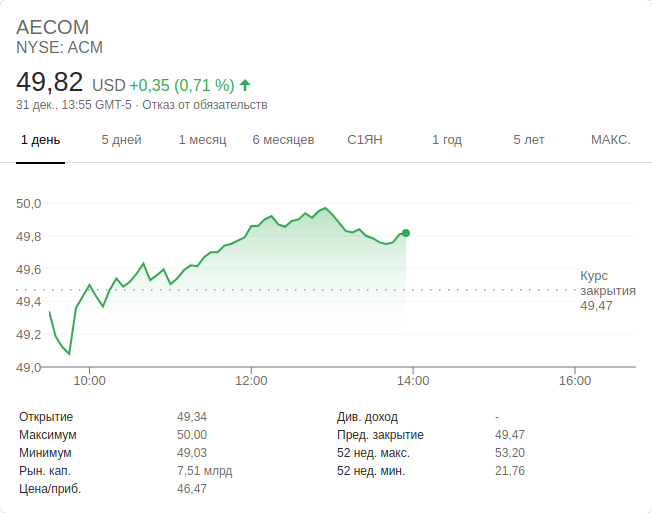 AECOM
NYSE: ACM
49,82 USD +0,35 (0,71 %)
31 дек., 13:55 GMT-5 · Отказ от обязательств
1 день 5 дней 1 месяц 6 месяцев С1ЯН 1 год 5 лет МАКС.
50,0
49,8
49,6
49,4
49,2
49,0
Курс
закрытия
49,47
10:00 12:00 14:00 16:00
Открытие 49,34 Див. доход -
Максимум 50,00 Пред. закрытие 49,47
Минимум 49,03 52 нед. макс. 53,20
Рын. кап. 7,51 млрд 52 нед. мин. 21,76
Цена/приб. 46,47